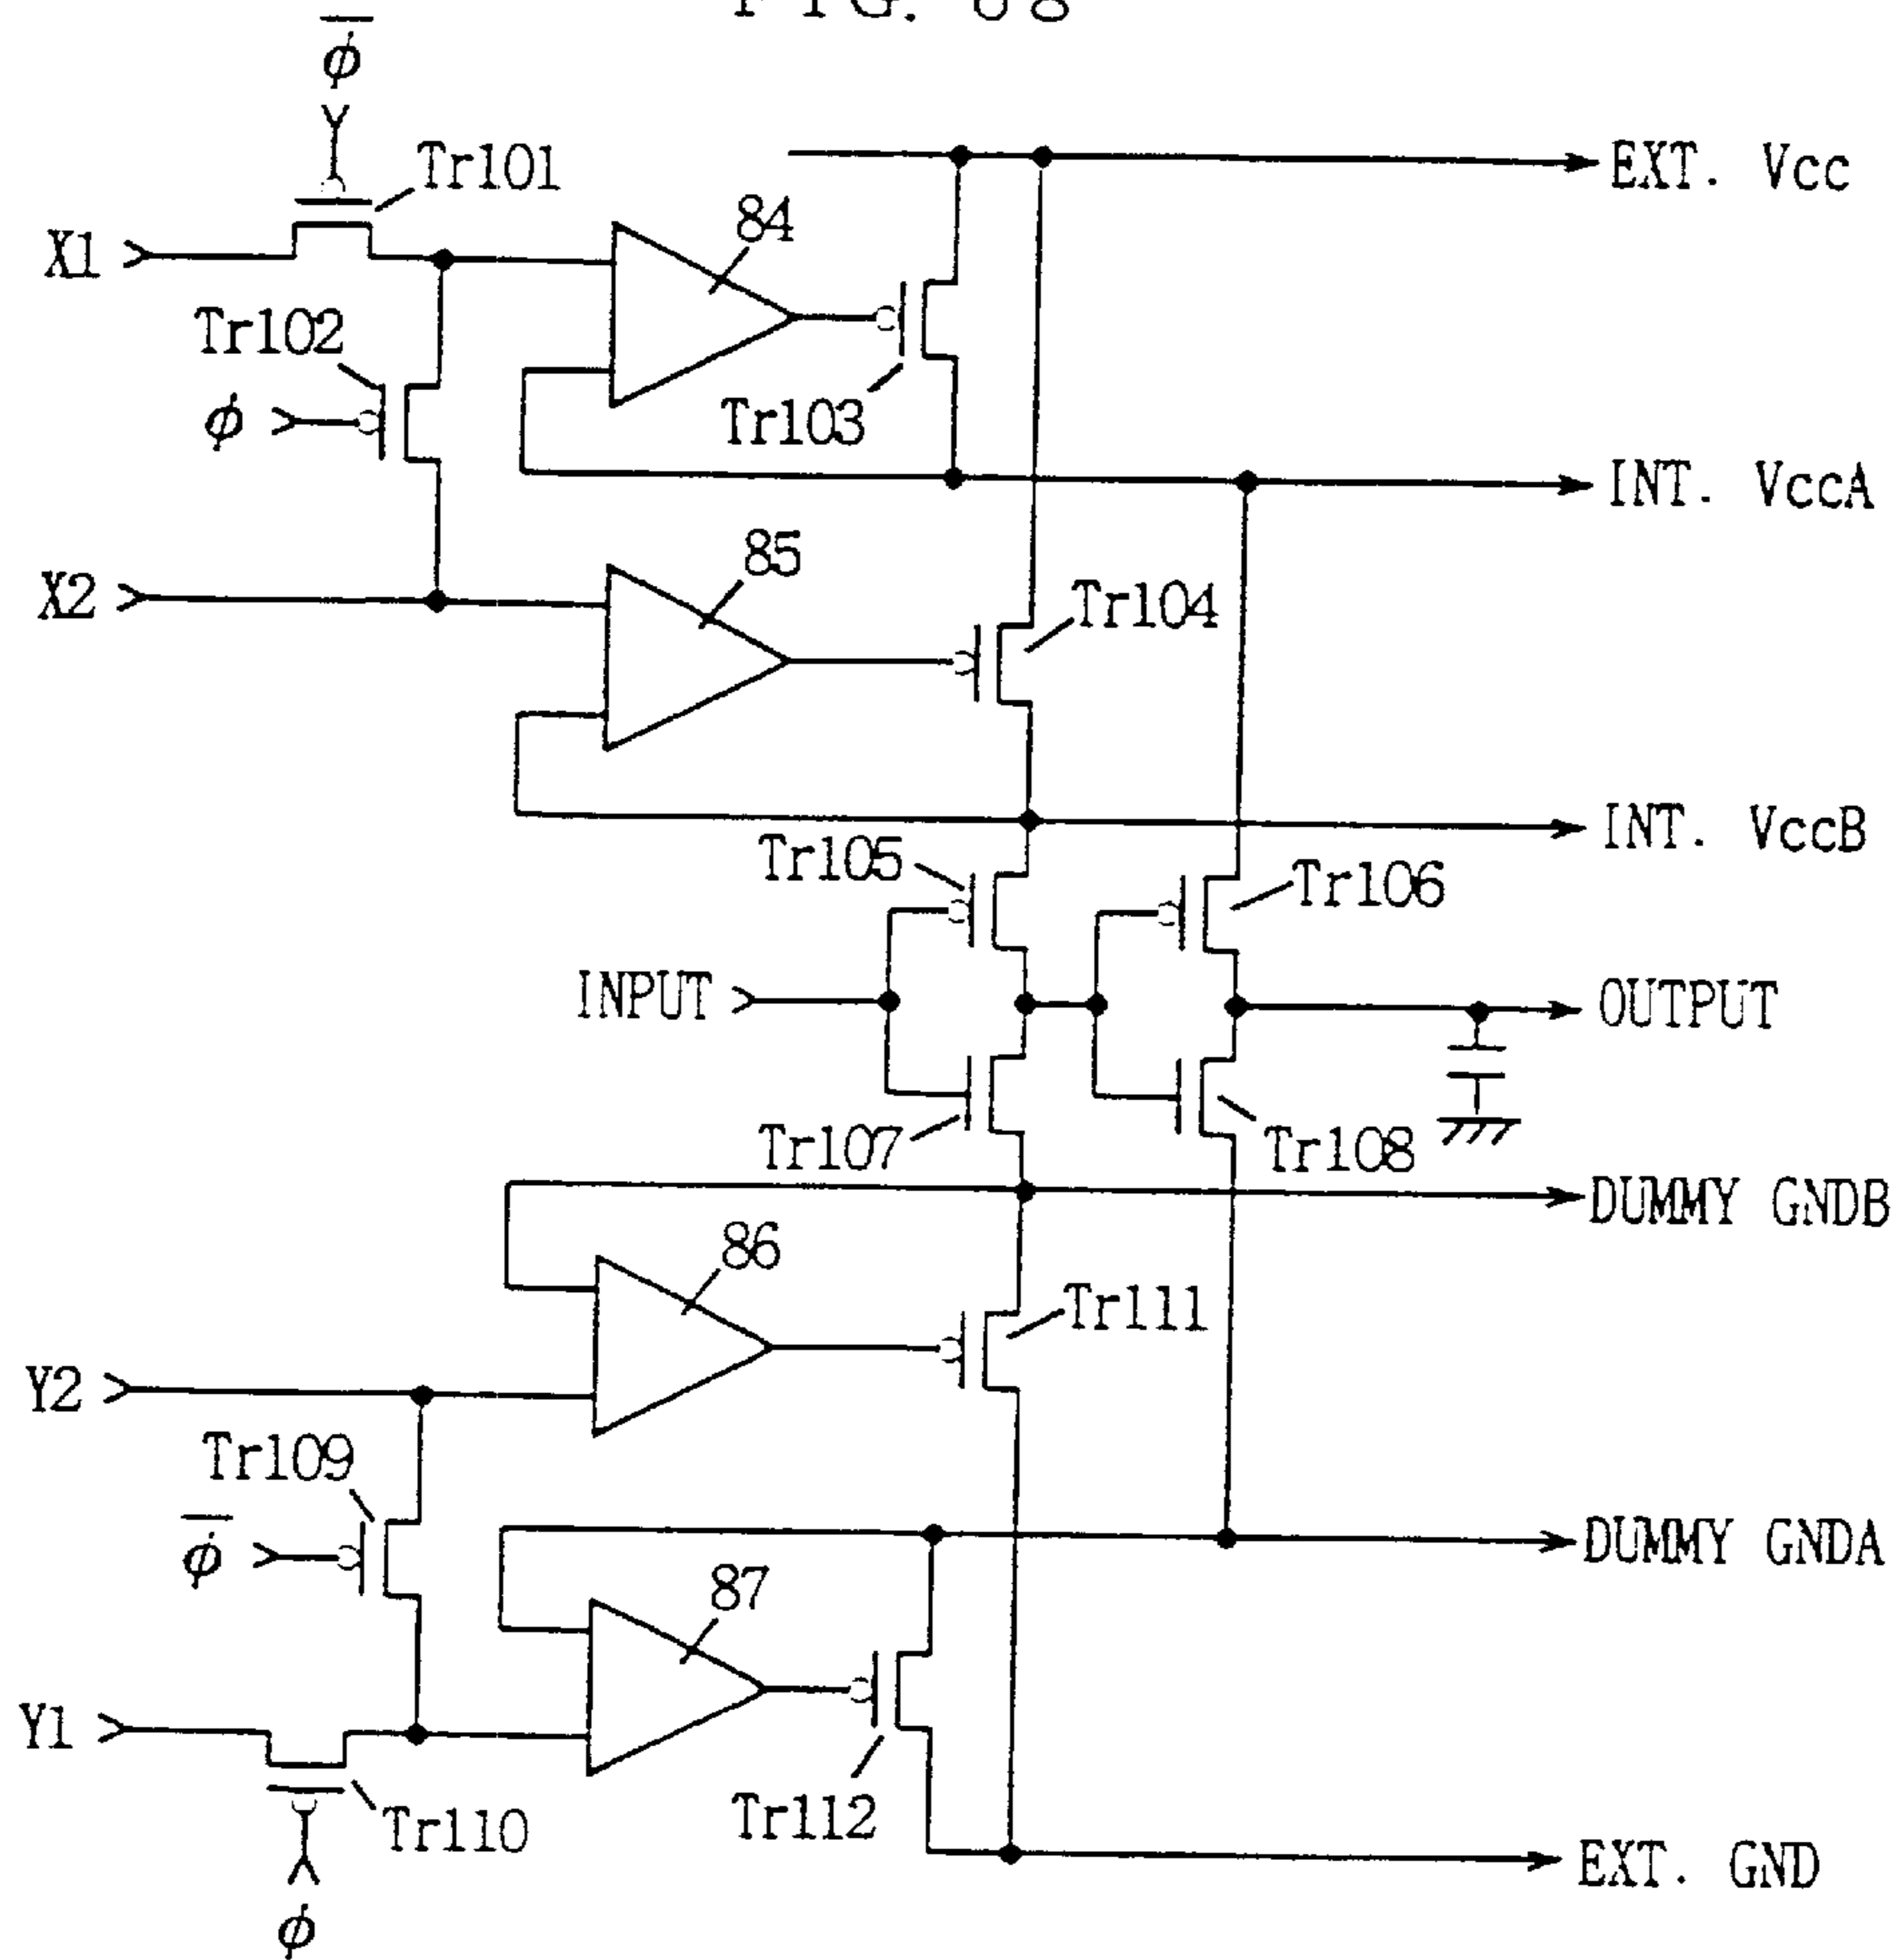 FIG.
φ̅
Tr101
EXT. Vcc
84
X1
Tr102
φ
Tr103
INT. VccA
85
X2
Tr104
INT. VccB
Tr105
Tr106
INPUT
OUTPUT
Tr107
Tr108
DUMMY GNDB
86
Tr111
Y2
Tr109
φ̅
DUMMY GNDA
87
Y1
Tr110
Tr112
EXT. GND
φ